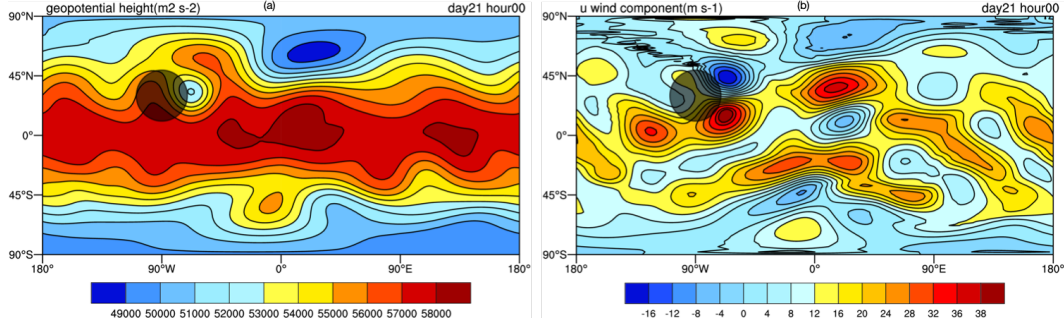 geopotential height(m2 s-2) (a) day21 hour00
90°N
45°N
0°
45°S
90°S
180° 90°W 0° 90°E 180°
49000 50000 51000 52000 53000 54000 55000 56000 57000 58000
u wind component(m s-1) (b) day21 hour00
90°N
45°N
0°
45°S
90°S
180° 90°W 0° 90°E 180°
-16 -12 -8 -4 0 4 8 12 16 20 24 28 32 36 38